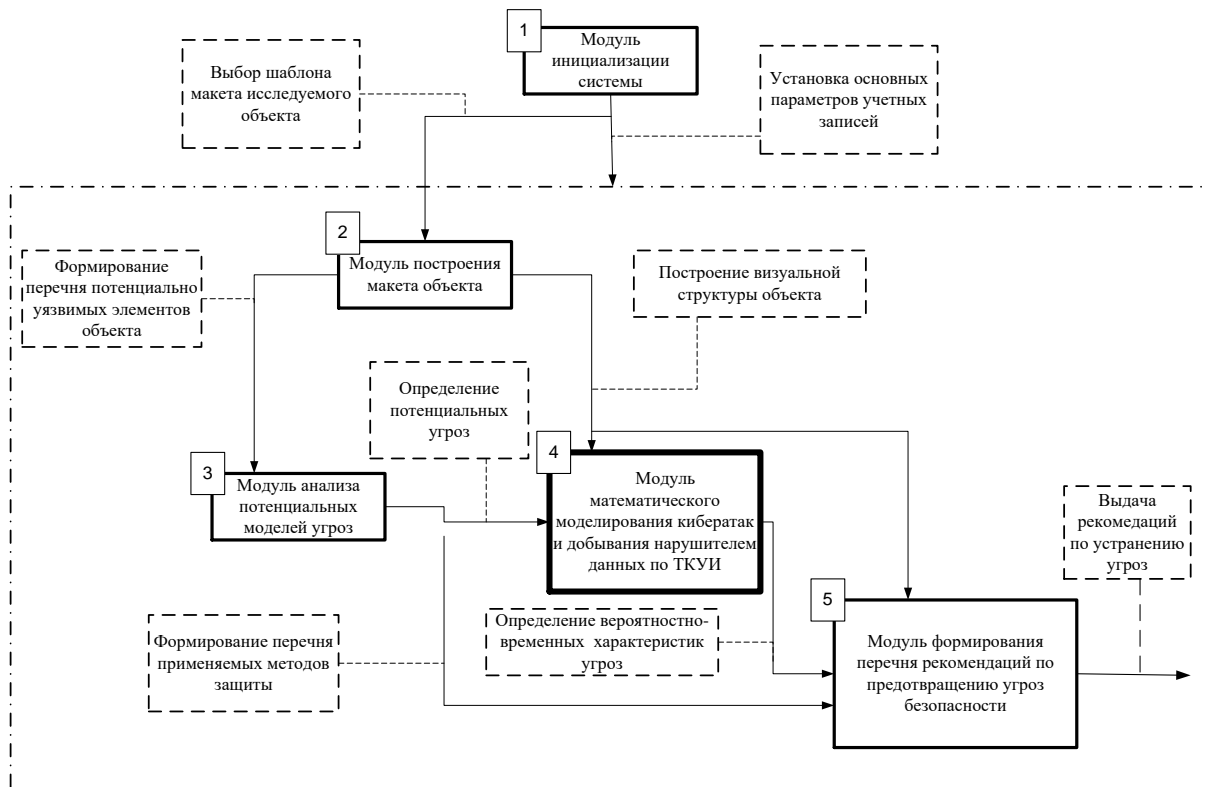 1
Модуль
инициализации
системы
Выбор шаблона
макета исследуемого
объекта
Установка основных
параметров учетных
записей
2
Модуль построения
макета объекта
Формирование
перечня потенциально
уязвимых элементов
объекта
Построение визуальной
структуры объекта
Определение
потенциальных
угроз
3
Модуль анализа
потенциальных
моделей угроз
4
Модуль
математического
моделирования кибератак
и добывания нарушителем
данных по ТКУИ
Выдача
рекомедаций
по устранению
угроз
Формирование перечня
применяемых методов
защиты
Определение вероятностно-
временных характеристик
угроз
5
Модуль формирования
перечня рекомендаций по
предотвращению угроз
безопасности